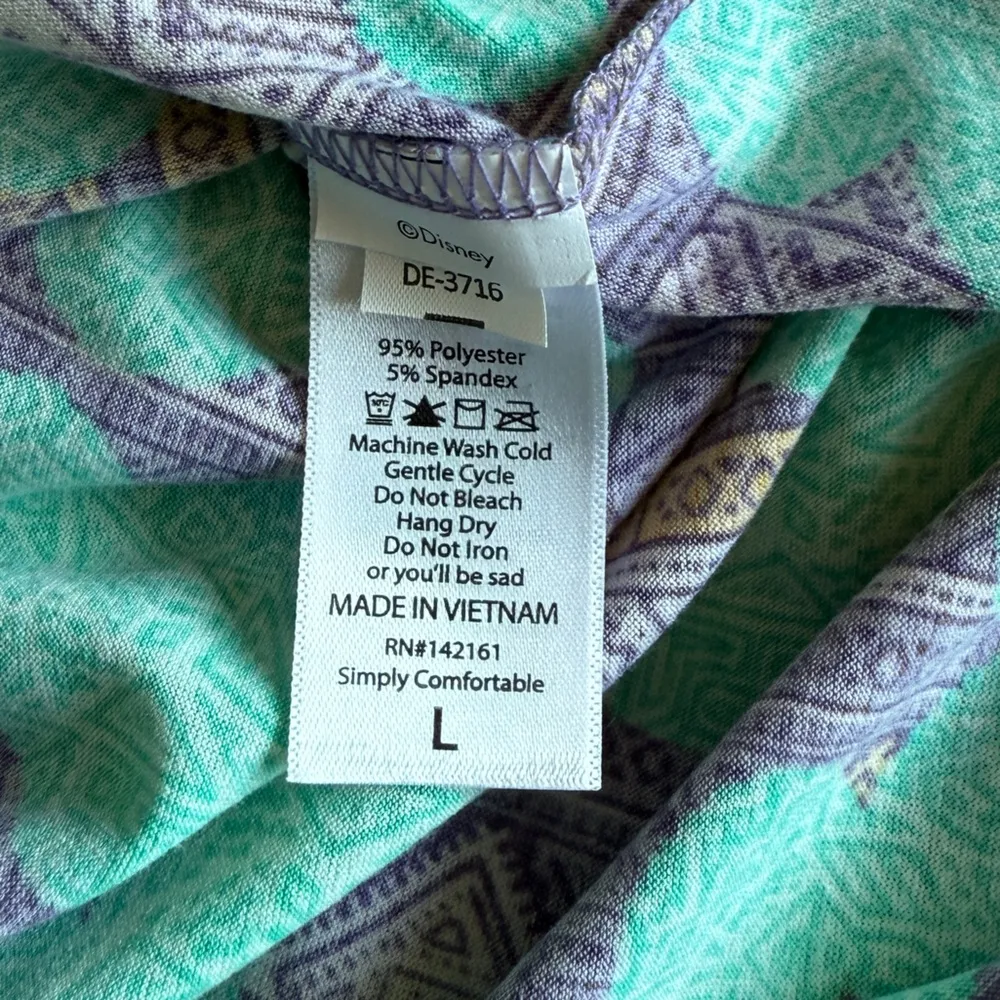 ©Disney
DE-3716
95% Polyester
5% Spandex
30°C
Machine Wash Cold
Gentle Cycle
Do Not Bleach
Hang Dry
Do Not Iron
or you'll be sad
MADE IN VIETNAM
RN#142161
Simply Comfortable
L